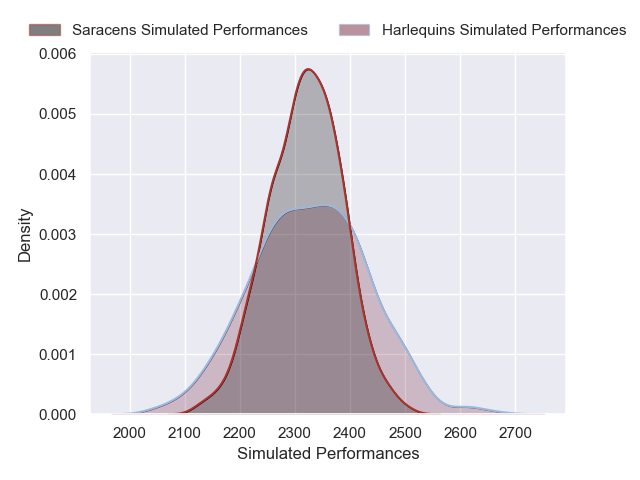 Saracens Simulated Performances Harlequins Simulated Performances
0.006
0.005
0.004
0.003
0.002
0.001
0.000
Density
2000 2100 2200 2300 2400 2500 2600 2700
Simulated Performances